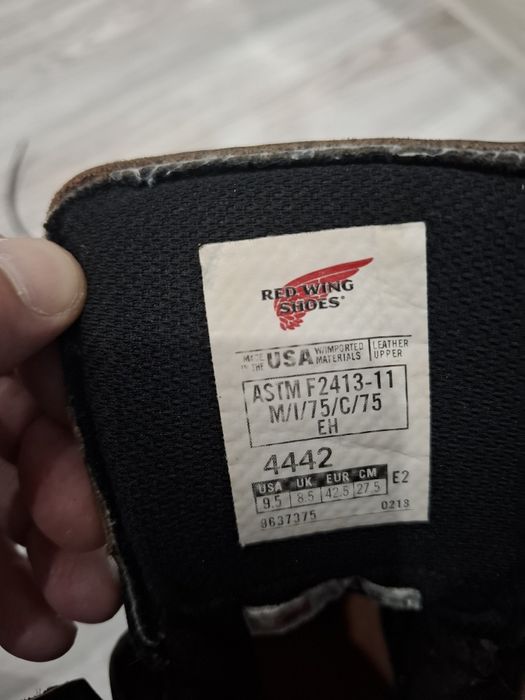 RED WING
SHOES®
MADE IN THE USA W/IMPORTED MATERIALS LEATHER UPPER
ASTM F2413-11
M/I/75/C/75
EH
4442
USA UK EUR CM
9.5 8.5 42.5 27.5 E2
8637375 0218